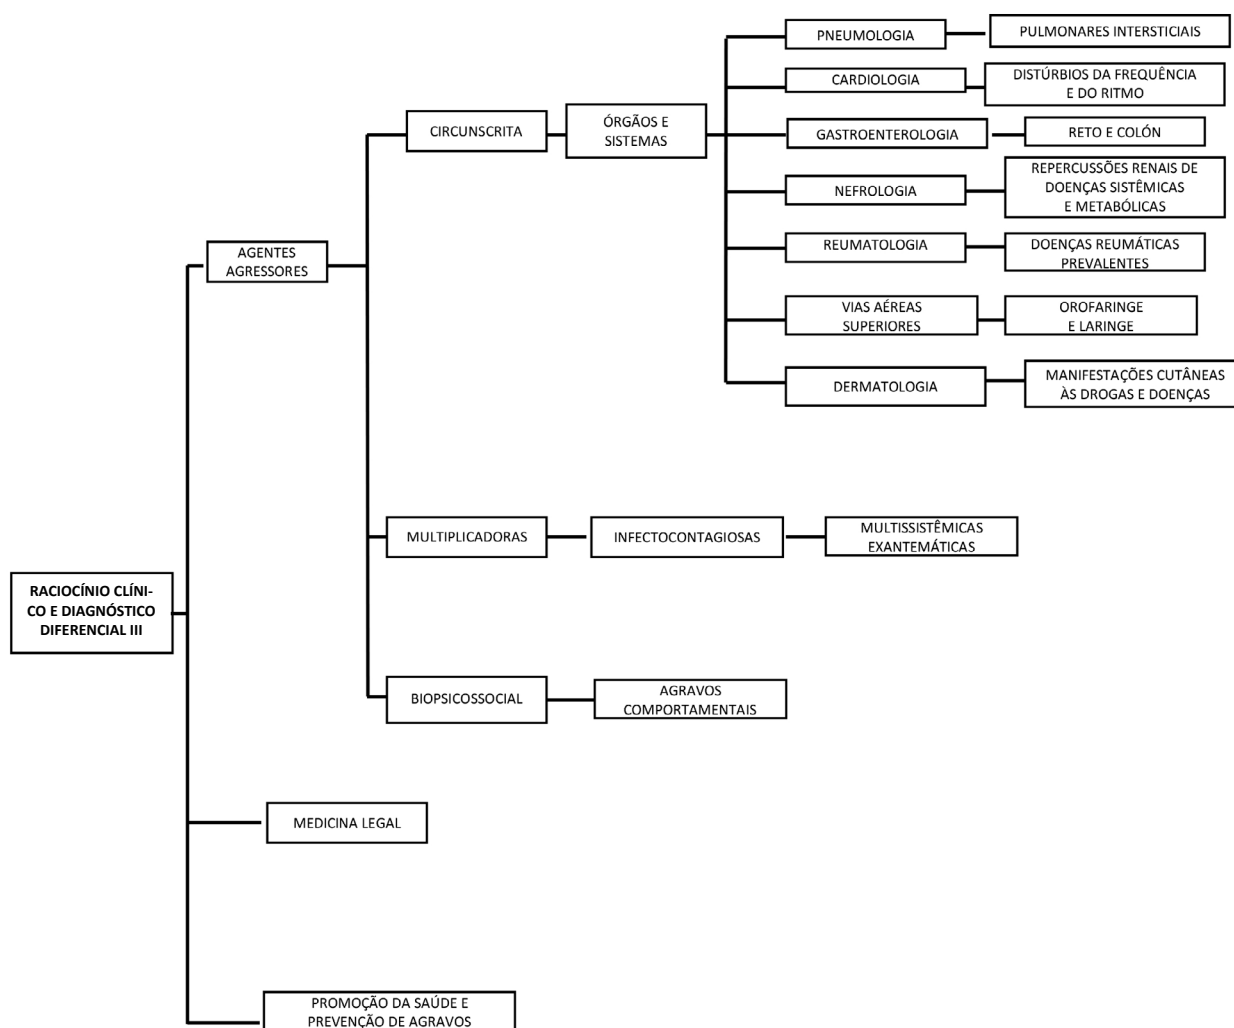 PNEUMOLOGIA
PULMONARES INTERSTICIAIS
CARDIOLOGIA
DISTÚRBIOS DA FREQUÊNCIA
E DO RITMO
CIRCUNSCRITA
ÓRGÃOS E
SISTEMAS
GASTROENTEROLOGIA
RETO E COLÓN
NEFROLOGIA
REPERCUSSÕES RENAIS DE
DOENÇAS SISTÊMICAS
E METABÓLICAS
AGENTES
AGRESSORES
REUMATOLOGIA
DOENÇAS REUMÁTICAS
PREVALENTES
VIAS AÉREAS
SUPERIORES
OROFARINGE
E LARINGE
DERMATOLOGIA
MANIFESTAÇÕES CUTÂNEAS
ÀS DROGAS E DOENÇAS
MULTIPLICADORAS
INFECTOCONTAGIOSAS
MULTISSISTÊMICAS
EXANTEMÁTICAS
RACIOCÍNIO CLÍNI-
CO E DIAGNÓSTICO
DIFERENCIAL III
BIOPSICOSSOCIAL
AGRAVOS
COMPORTAMENTAIS
MEDICINA LEGAL
PROMOÇÃO DA SAÚDE E
PREVENÇÃO DE AGRAVOS